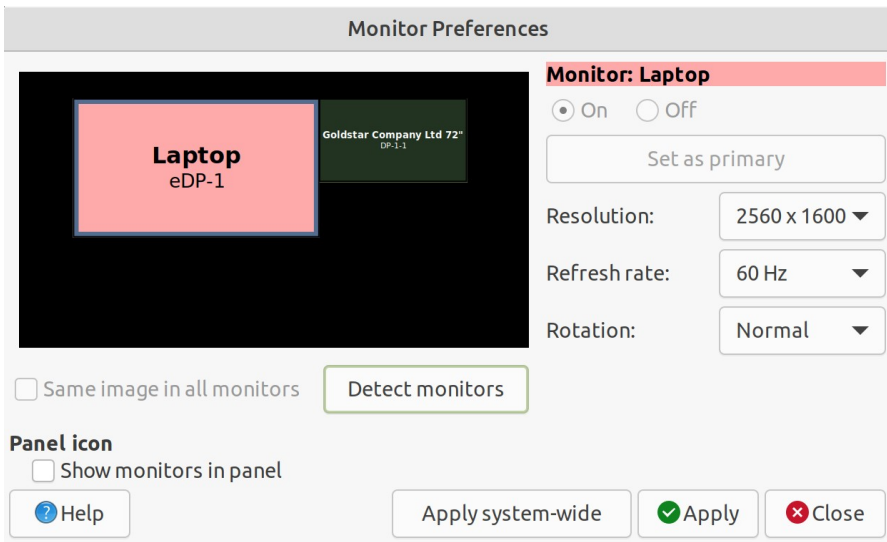 Monitor Preferences
Laptop
eDP-1
Goldstar Company Ltd 72"
DP-1-1
Monitor: Laptop
On Off
Set as primary
Resolution: 2560 x 1600
Refresh rate: 60 Hz
Rotation: Normal
Same image in all monitors Detect monitors
Panel icon
Show monitors in panel
Help Apply system-wide Apply Close